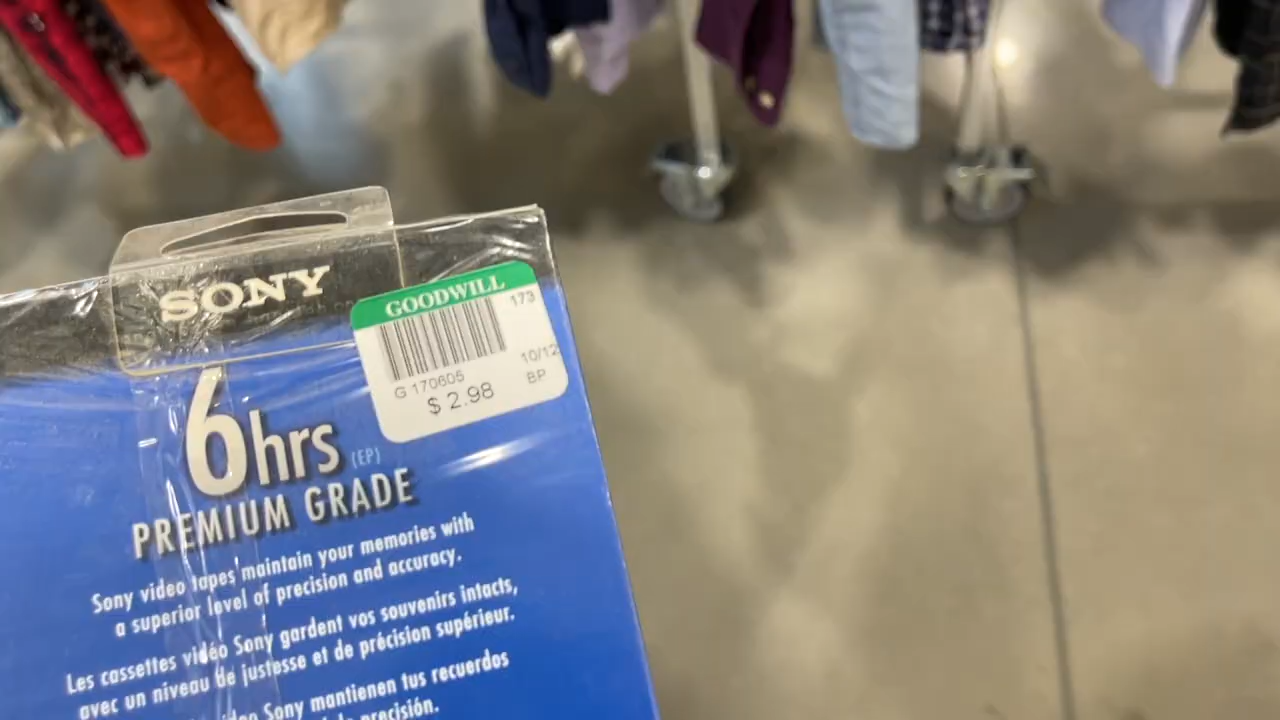 SONY
GOODWILL
173
G 170605
10/12
$ 2.98
BP
6hrs (EP)
PREMIUM GRADE
Sony video tapes maintain your memories with
a superior level of precision and accuracy.
Les cassettes vidéo Sony gardent vos souvenirs intacts,
avec un niveau de justesse et de précision supérieur.
Sony mantienen tus recuerdos
precisión.